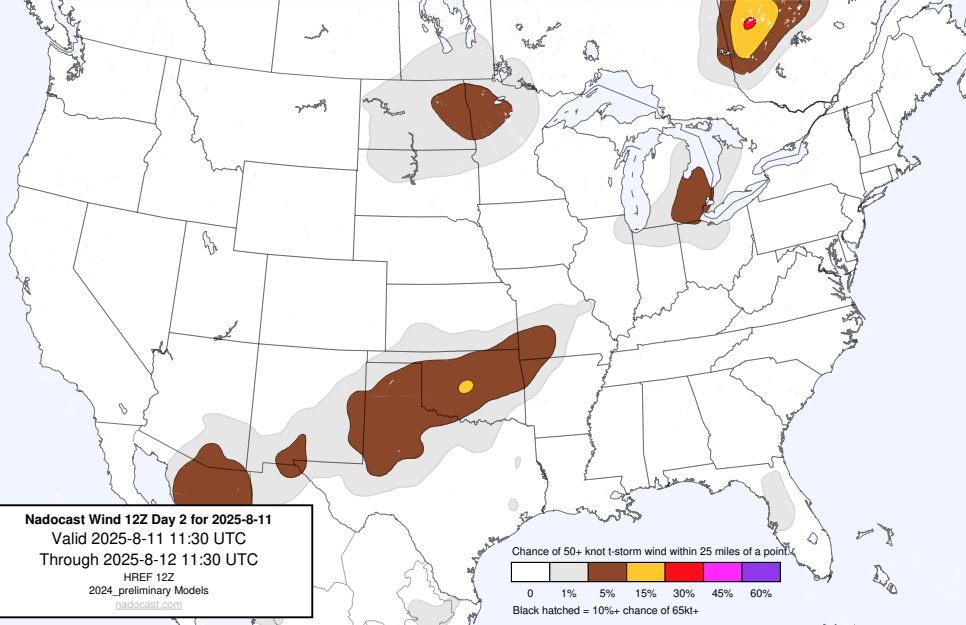 Nadocast Wind 12Z Day 2 for 2025-8-11
Valid 2025-8-11 11:30 UTC
Through 2025-8-12 11:30 UTC
HREF 12Z
2024_preliminary Models
nadocast.com
Chance of 50+ knot t-storm wind within 25 miles of a point.
0 1% 5% 15% 30% 45% 60%
Black hatched = 10%+ chance of 65kt+